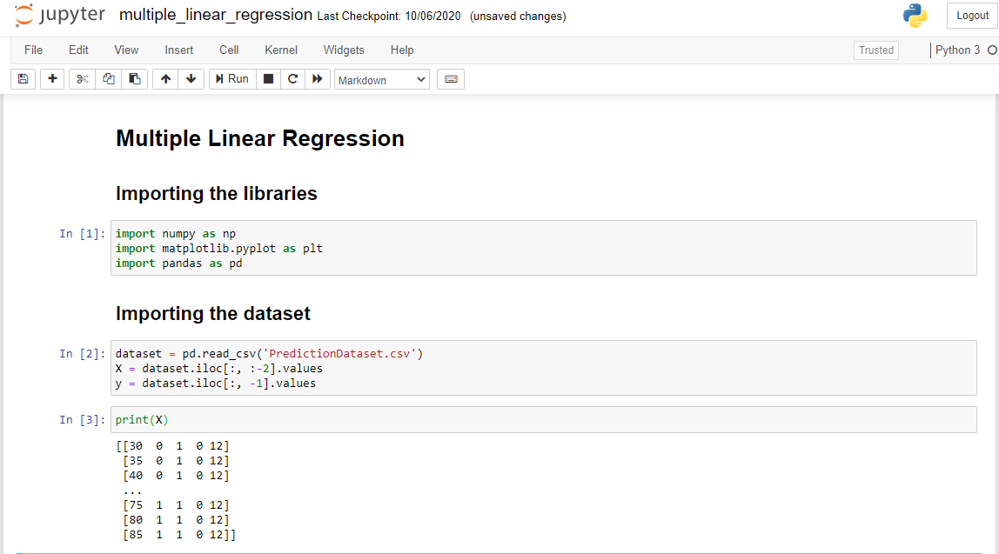 jupyter multiple_linear_regression Last Checkpoint: 10/06/2020 (unsaved changes) Logout
File Edit View Insert Cell Kernel Widgets Help Trusted Python 3
Run Markdown
Multiple Linear Regression
Importing the libraries
In [1]: import numpy as np
import matplotlib.pyplot as plt
import pandas as pd
Importing the dataset
In [2]: dataset = pd.read_csv('PredictionDataset.csv')
X = dataset.iloc[:, :-2].values
y = dataset.iloc[:, -1].values
In [3]: print(X)
[[30  0  1  0 12]
 [35  0  1  0 12]
 [40  0  1  0 12]
 ...
 [75  1  1  0 12]
 [80  1  1  0 12]
 [85  1  1  0 12]]